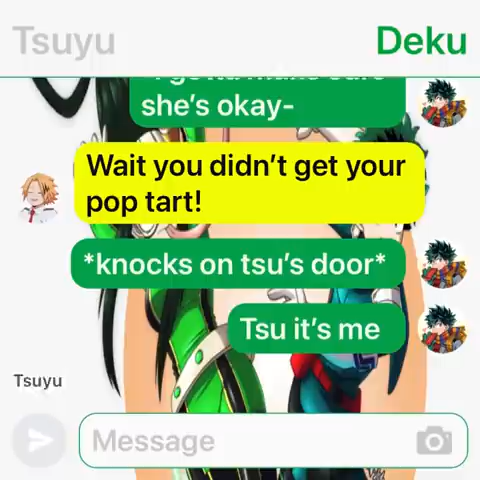 Tsuyu
Deku
she's okay-
Wait you didn't get your
pop tart!
*knocks on tsu's door*
Tsu it's me
Tsuyu
Message